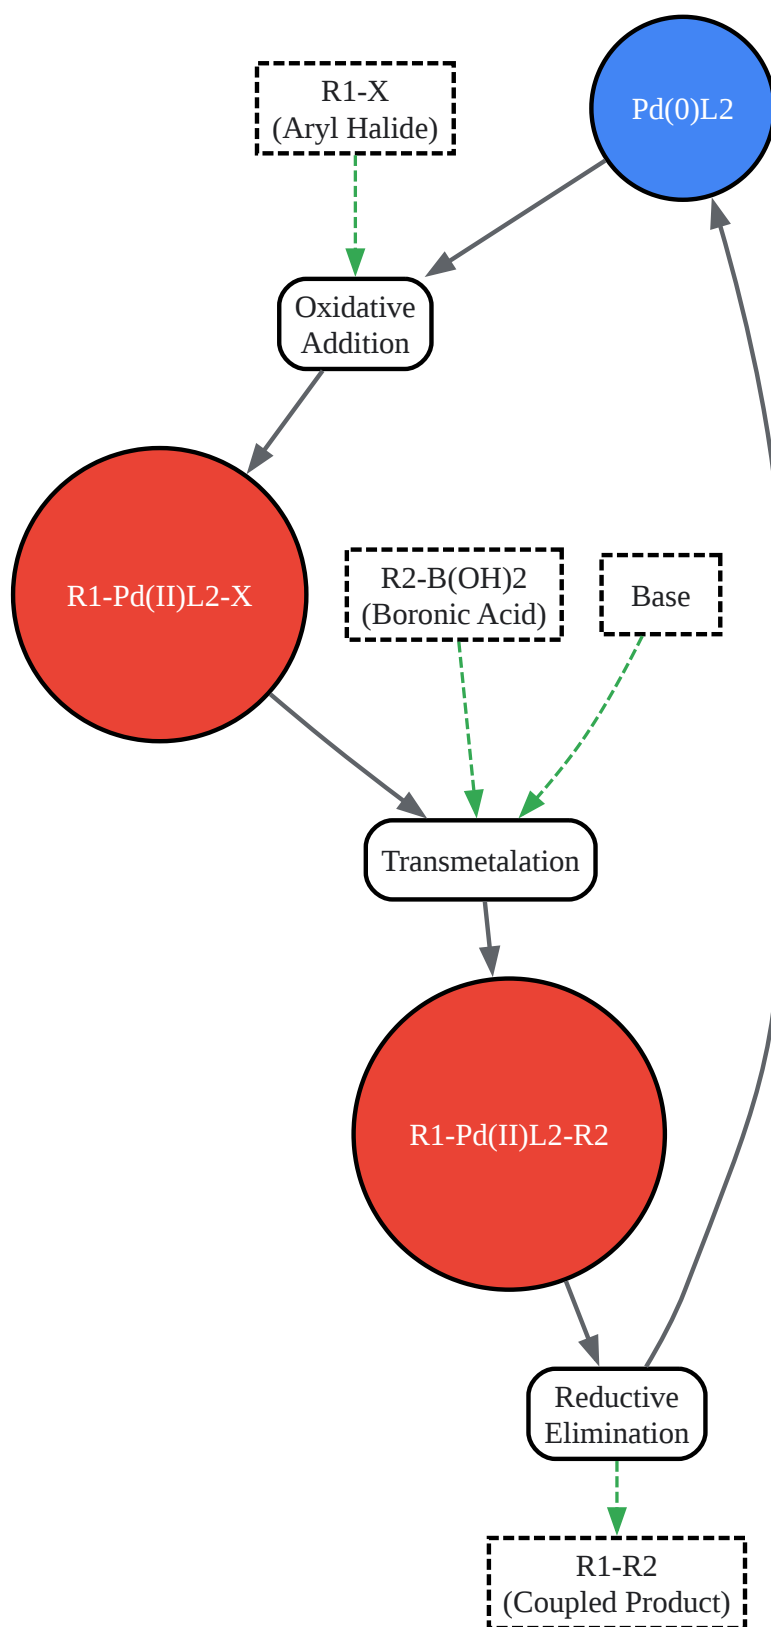 R1-X
(Aryl Halide)
Pd(0)L2
Oxidative
Addition
R1-Pd(II)L2-X
R2-B(OH)2
(Boronic Acid)
Base
Transmetalation
R1-Pd(II)L2-R2
Reductive
Elimination
R1-R2
(Coupled Product)